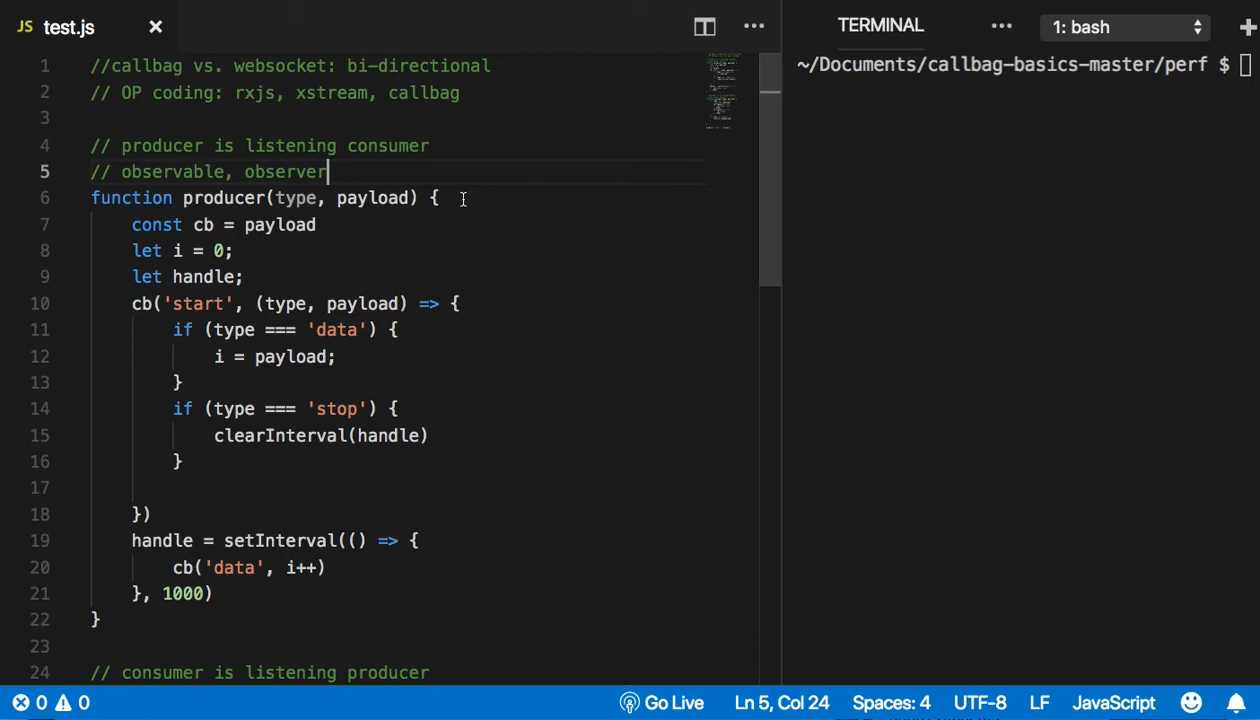 JS test.js
TERMINAL
1: bash
~/Documents/callbag-basics-master/perf $
1 //callbag vs. websocket: bi-directional
2 // OP coding: rxjs, xstream, callbag
3
4 // producer is listening consumer
5 // observable, observer
6 function producer(type, payload) {
7 const cb = payload
8 let i = 0;
9 let handle;
10 cb('start', (type, payload) => {
11 if (type === 'data') {
12 i = payload;
13 }
14 if (type === 'stop') {
15 clearInterval(handle)
16 }
17
18 })
19 handle = setInterval(() => {
20 cb('data', i++)
21 }, 1000)
22 }
23
24 // consumer is listening producer
0 0 Go Live Ln 5, Col 24 Spaces: 4 UTF-8 LF JavaScript